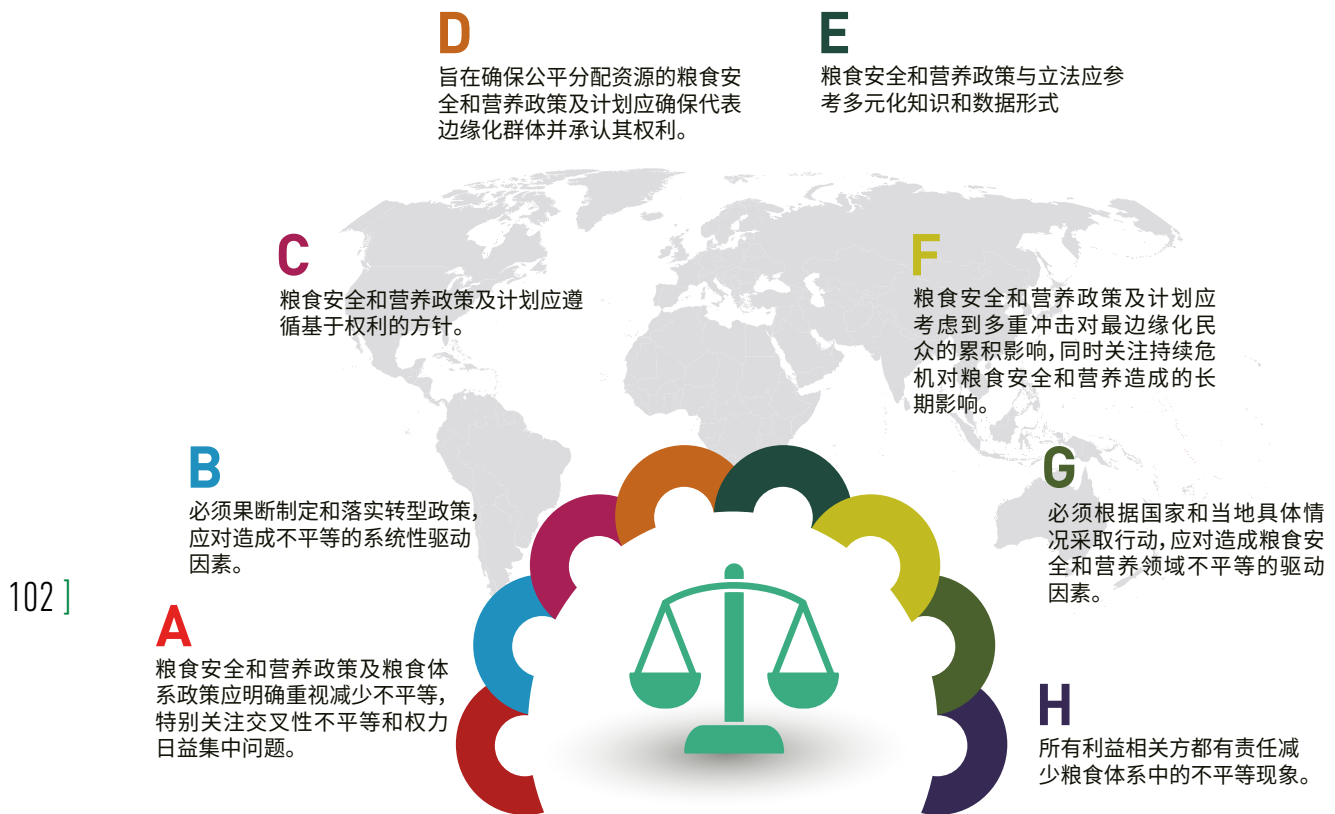 D
旨在确保公平分配资源的粮食安
全和营养政策及计划应确保代表
边缘化群体并承认其权利。
E
粮食安全和营养政策与立法应参
考多元化知识和数据形式
C
粮食安全和营养政策及计划应遵
循基于权利的方针。
F
粮食安全和营养政策及计划应
考虑到多重冲击对最边缘化民
众的累积影响，同时关注持续危
机对粮食安全和营养造成的长
期影响。
B
必须果断制定和落实转型政策，
应对造成不平等的系统性驱动
因素。
G
必须根据国家和当地具体情
况采取行动，应对造成粮食安
全和营养领域不平等的驱动
因素。
102 ]
A
粮食安全和营养政策及粮食体
系政策应明确重视减少不平等，
特别关注交叉性不平等和权力
日益集中问题。
H
所有利益相关方都有责任减
少粮食体系中的不平等现象。